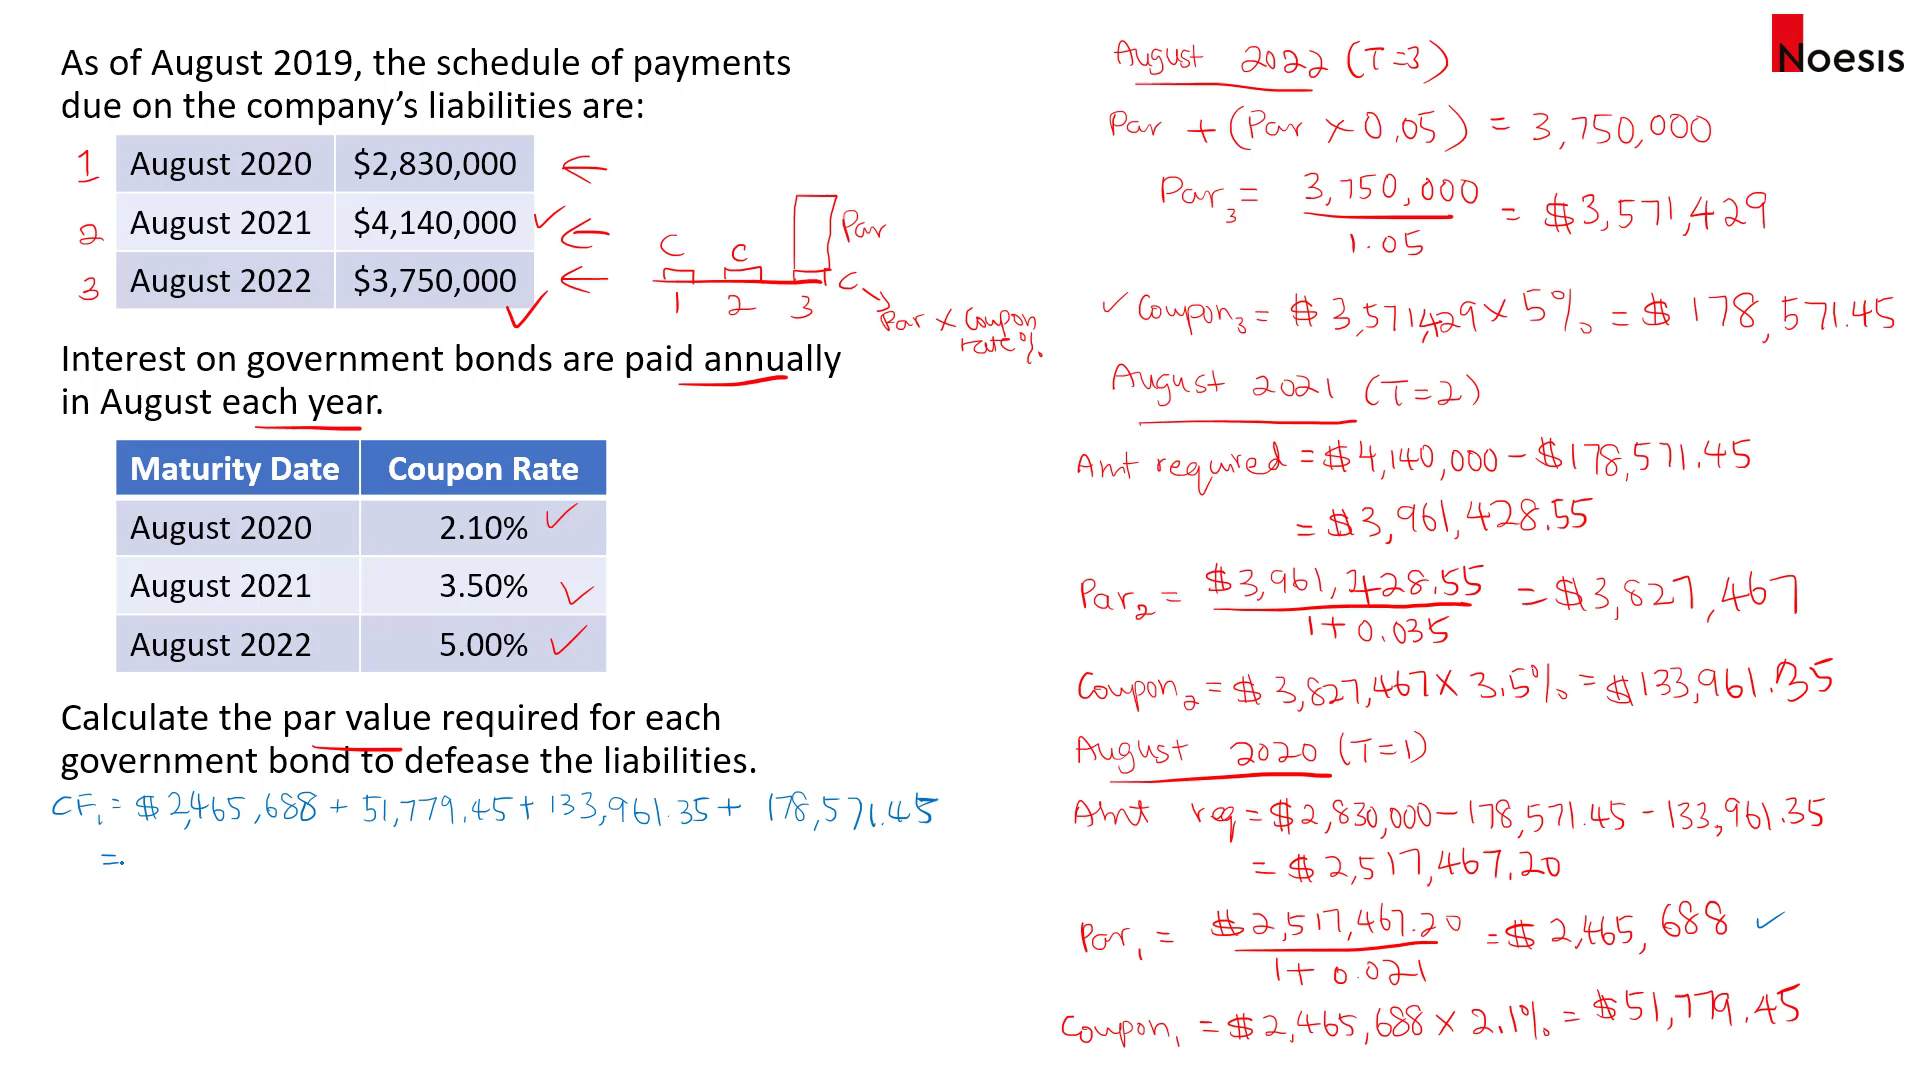 Noesis
As of August 2019, the schedule of payments
due on the company's liabilities are:
1 August 2020 $2,830,000
2 August 2021 $4,140,000
3 August 2022 $3,750,000
C C Par
C
1 2 3
Par × Coupon
rate%
Interest on government bonds are paid annually
in August each year.
Maturity Date Coupon Rate
August 2020 2.10%
August 2021 3.50%
August 2022 5.00%
Calculate the par value required for each
government bond to defease the liabilities.
CF₁ = $2,465,688 + 51,779.45 + 133,961.35 + 178,571.45
=
August 2022 (T=3)
Par + (Par × 0.05) = 3,750,000
Par₃ = 3,750,000 = $3,571,429
1.05
Coupon₃ = $3,571,429 × 5% = $178,571.45
August 2021 (T=2)
Amt required = $4,140,000 - $178,571.45
= $3,961,428.55
Par₂ = $3,961,428.55 = $3,827,467
1+0.035
Coupon₂ = $3,827,467 × 3.5% = $133,961.35
August 2020 (T=1)
Amt req = $2,830,000 - 178,571.45 - 133,961.35
= $2,517,467.20
Par₁ = $2,517,467.20 = $2,465,688
1+0.021
Coupon₁ = $2,465,688 × 2.1% = $51,779.45